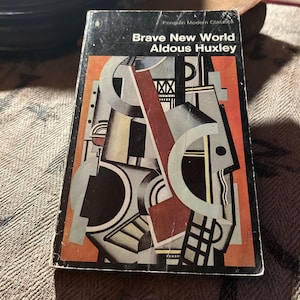 Penguin Modern Classics
Brave New World
Aldous Huxley